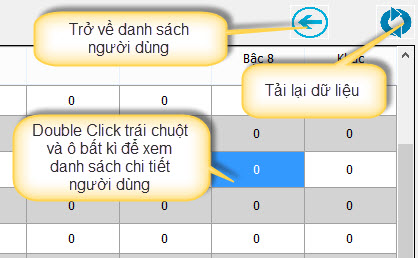 Trở về danh sách
người dùng
Bậc 8
Khác
Tải lại dữ liệu
0 0
Double Click trái chuột
và ô bất kì để xem
danh sách chi tiết
người dùng
0 0
0 0
0 0 0 0
0 0 0 0